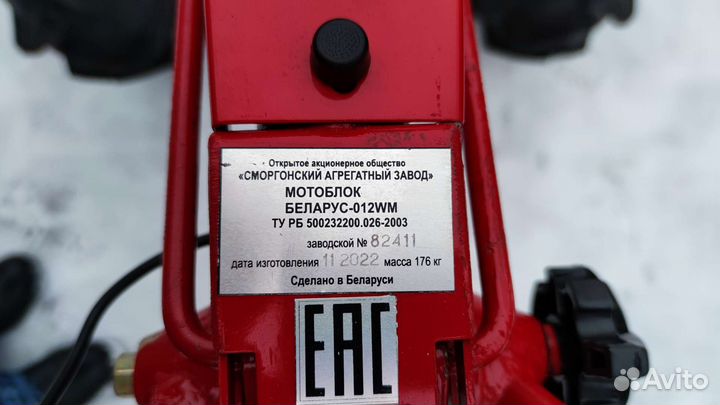 Открытое акционерное общество
«СМОРГОНСКИЙ АГРЕГАТНЫЙ ЗАВОД»
МОТОБЛОК
БЕЛАРУС-012WM
ТУ РБ 500232200.026-2003
заводской № 82411
дата изготовления 11 2022 масса 176 кг
Сделано в Беларуси
EAC
Avito